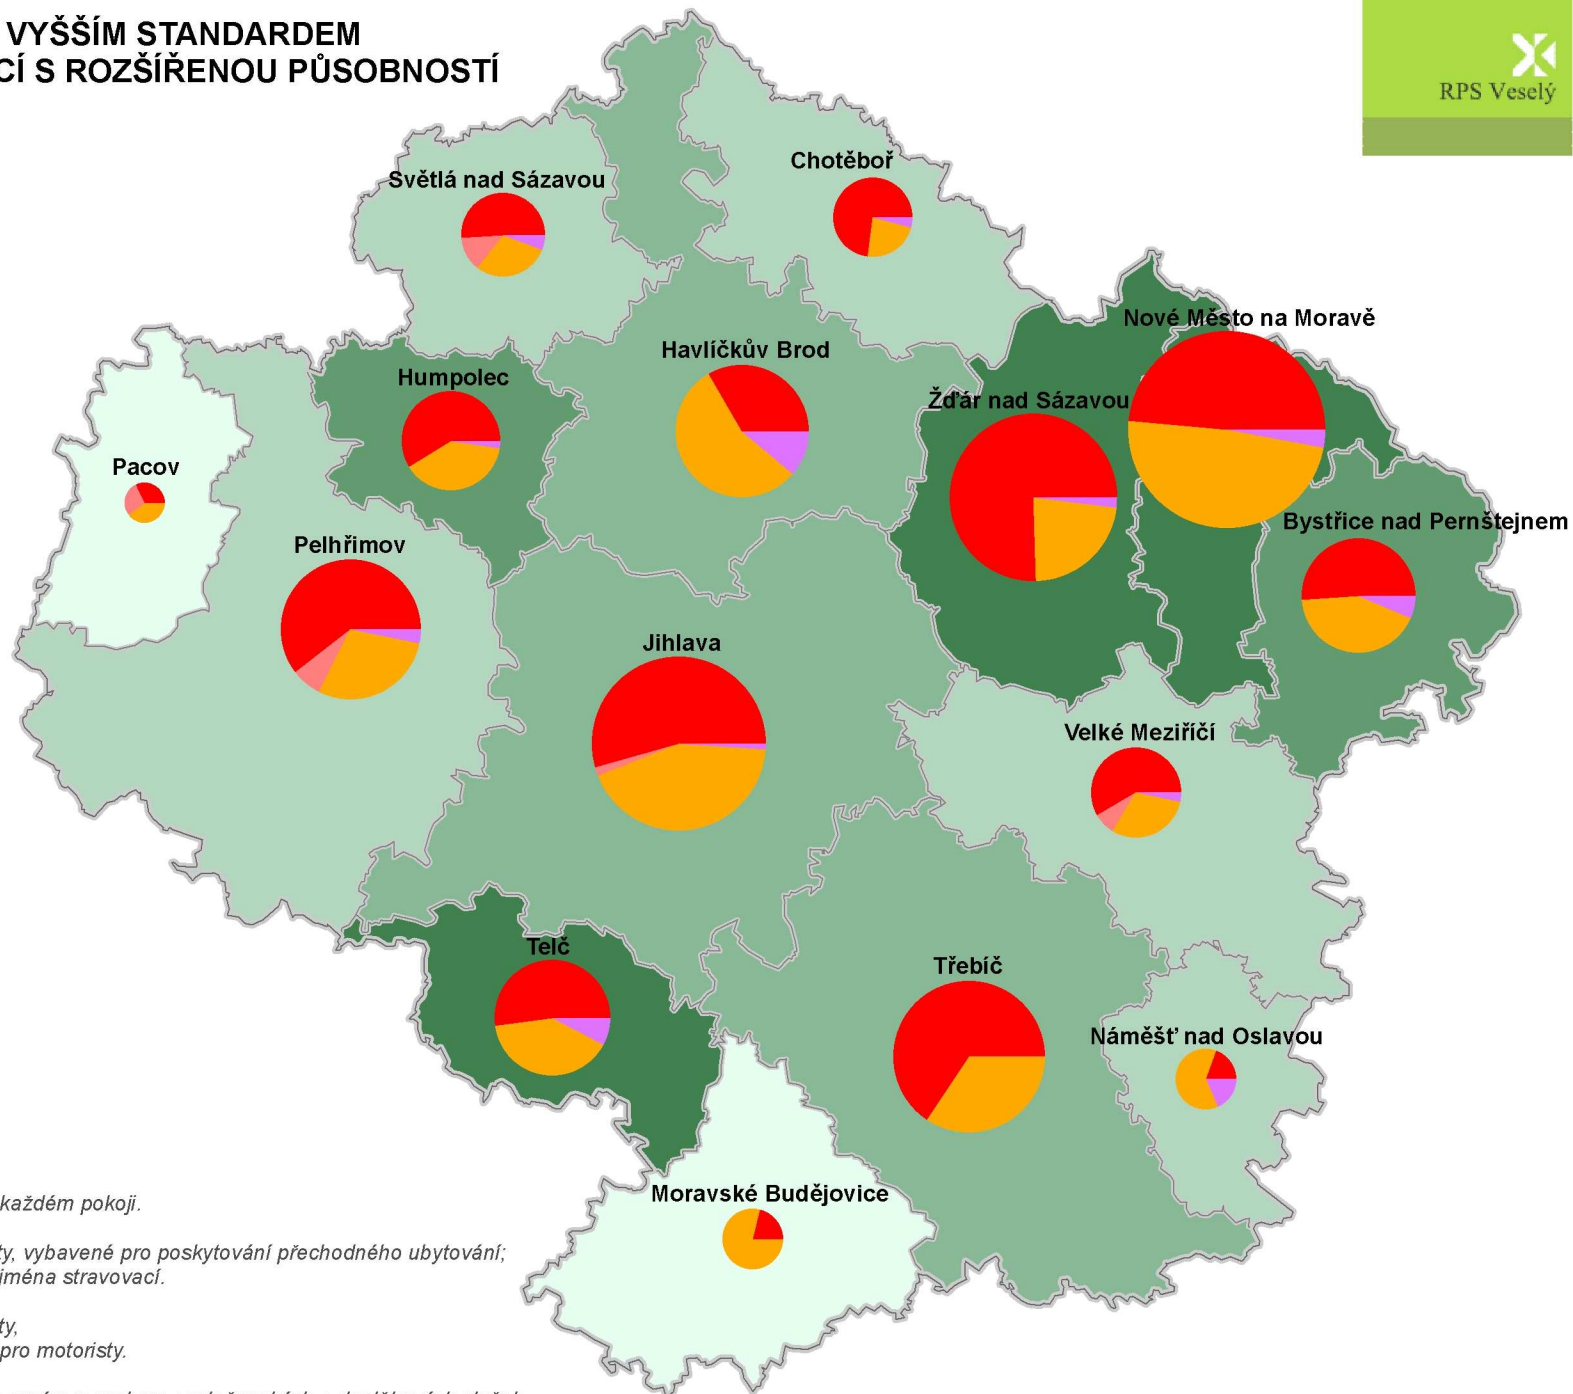 VYŠŠÍM STANDARDEM
CÍ S ROZŠÍŘENOU PŮSOBNOSTÍ
RPS Veselý
Chotěboř
Světlá nad Sázavou
Nové Město na Moravě
Havlíčkův Brod
Humpolec
Žďár nad Sázavou
Pacov
Bystřice nad Pernštejnem
Pelhřimov
Jihlava
Velké Meziříčí
Telč
Třebíč
Náměšť nad Oslavou
Moravské Budějovice
každém pokoji.
ty, vybavené pro poskytování přechodného ubytování;
jména stravovací.
ty,
pro motoristy.